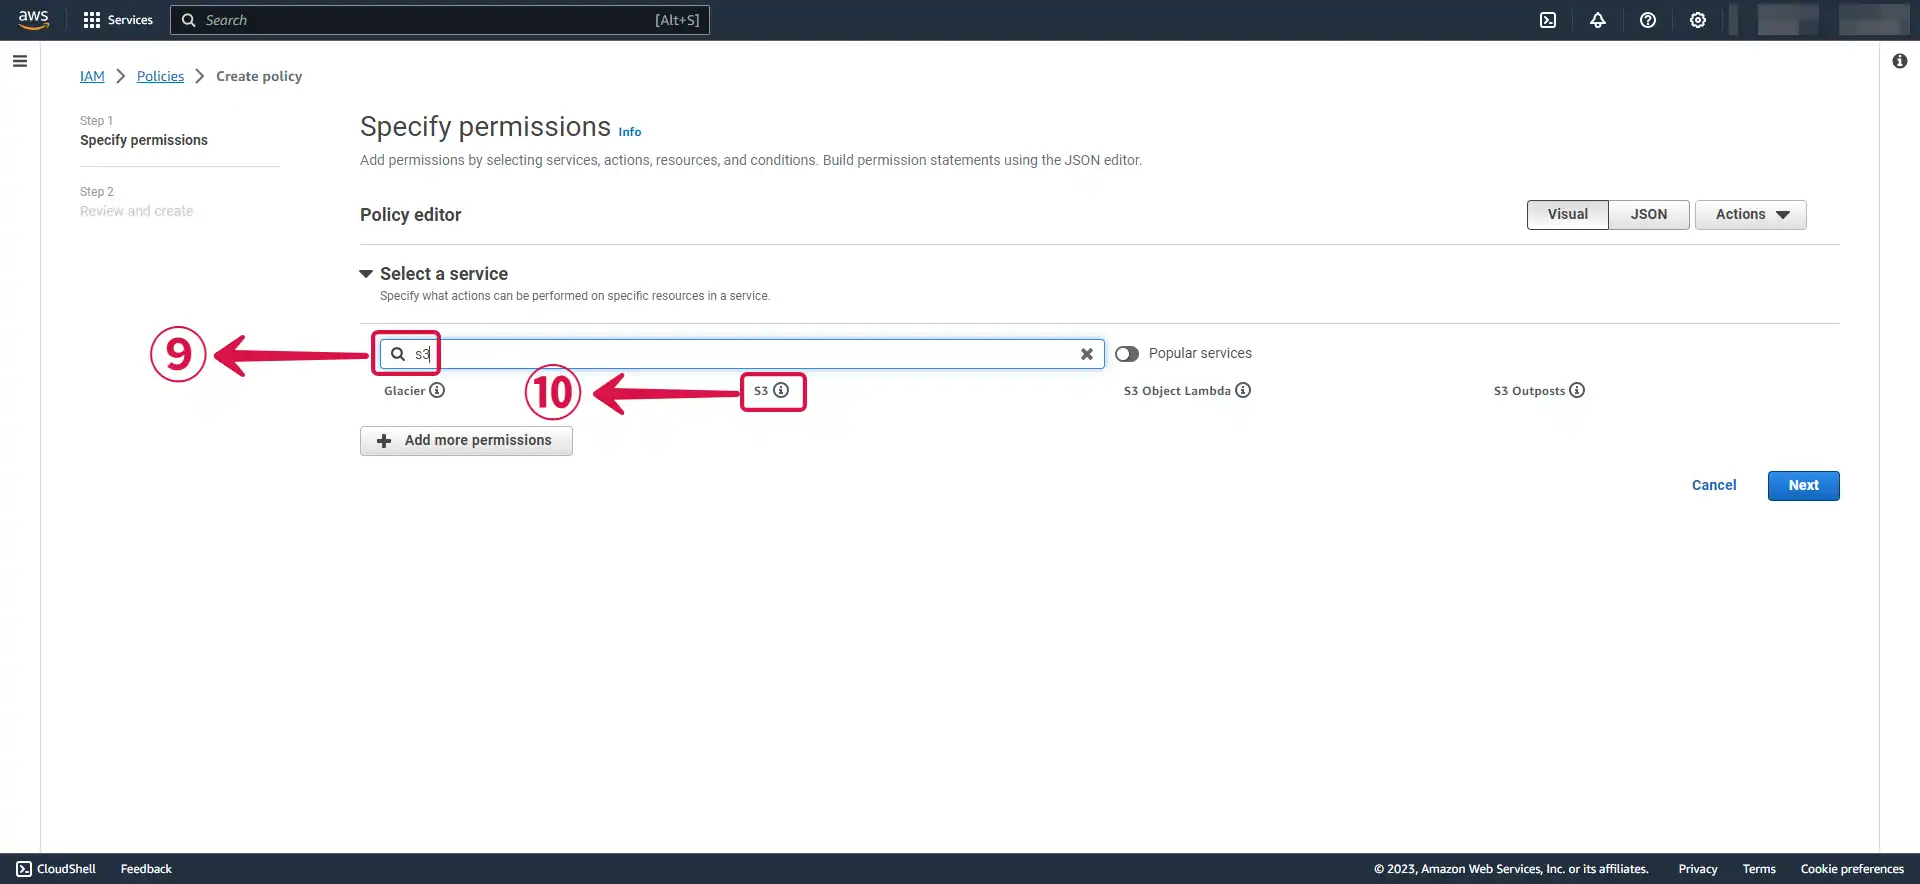 aws Services Search [Alt+S]
IAM Policies Create policy
Step 1
Specify permissions
Step 2
Review and create
Specify permissions Info
Add permissions by selecting services, actions, resources, and conditions. Build permission statements using the JSON editor.
Policy editor Visual JSON Actions
Select a service
Specify what actions can be performed on specific resources in a service.
9 s3 Popular services
Glacier 10 S3 S3 Object Lambda S3 Outposts
Add more permissions
Cancel Next
CloudShell Feedback © 2023, Amazon Web Services, Inc. or its affiliates. Privacy Terms Cookie preferences